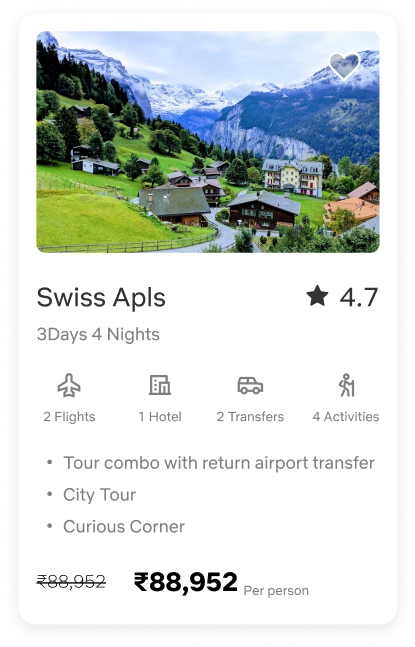 Swiss Apls
4.7
3Days 4 Nights
2 Flights
1 Hotel
2 Transfers
4 Activities
• Tour combo with return airport transfer
• City Tour
• Curious Corner
₹88,952 ₹88,952 Per person